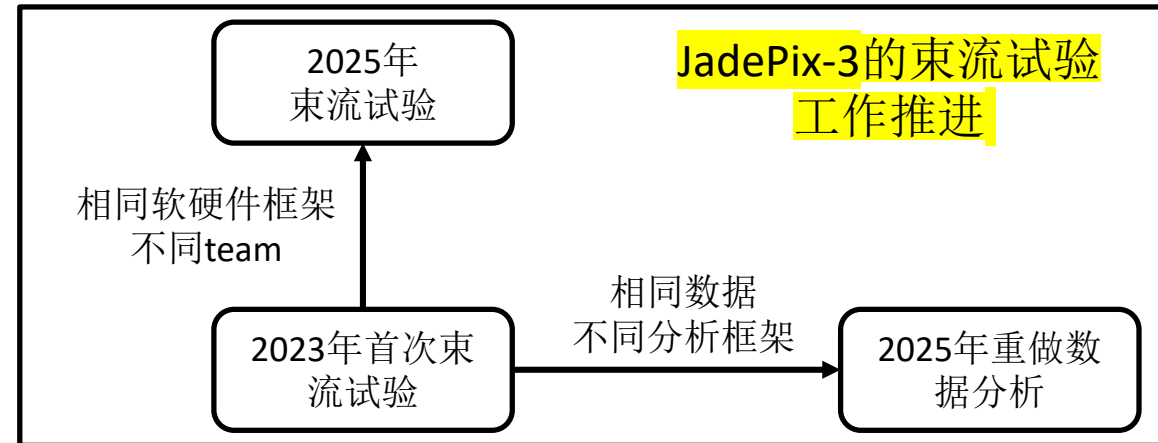 2025年
束流试验
JadePix-3的束流试验
工作推进
相同软硬件框架
不同team
相同数据
不同分析框架
2023年首次束
流试验
2025年重做数
据分析